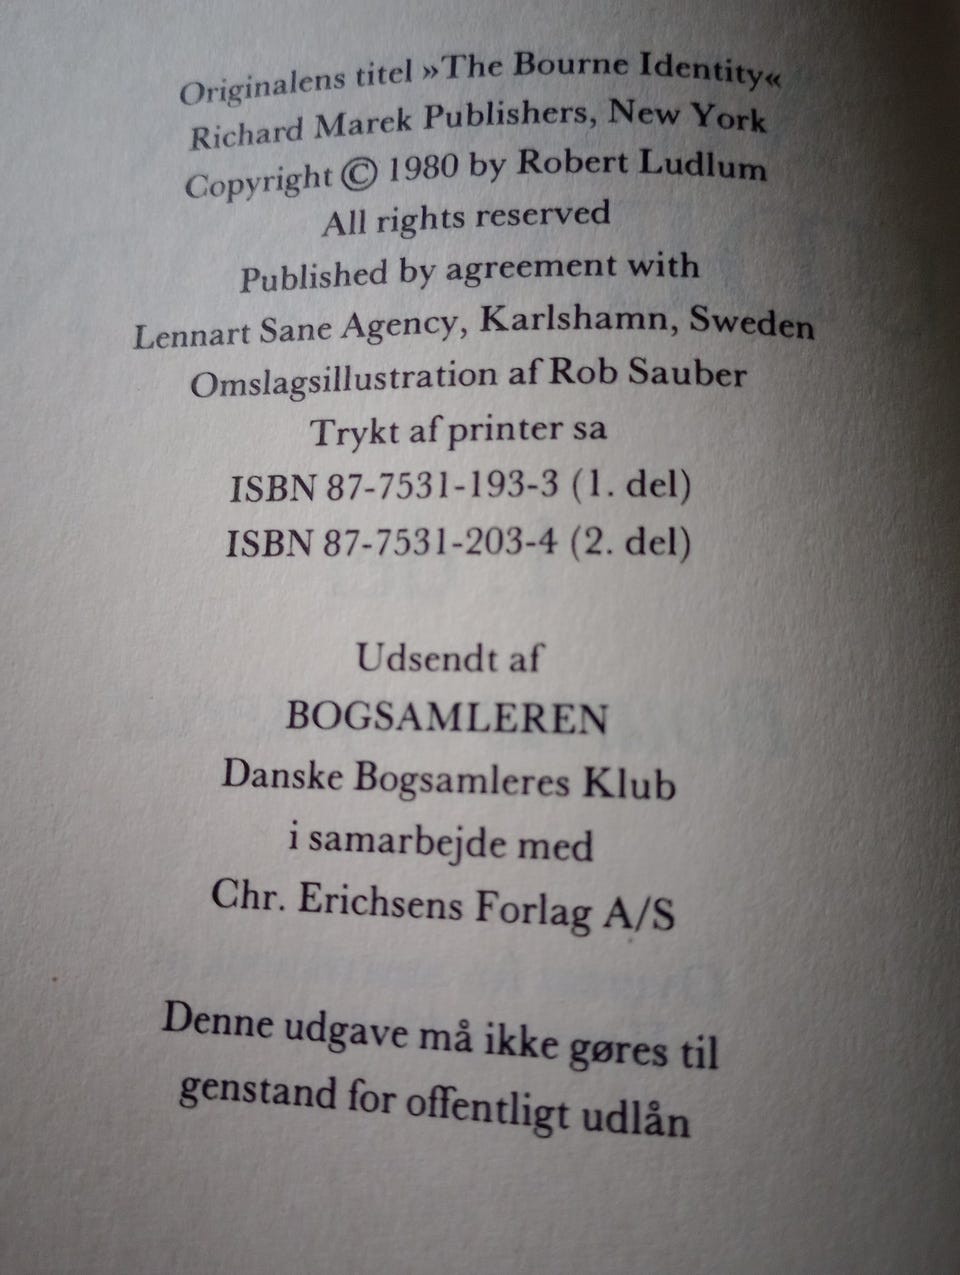 Originalens titel »The Bourne Identity«
Richard Marek Publishers, New York
Copyright © 1980 by Robert Ludlum
All rights reserved
Published by agreement with
Lennart Sane Agency, Karlshamn, Sweden
Omslagsillustration af Rob Sauber
Trykt af printer sa
ISBN 87-7531-193-3 (1. del)
ISBN 87-7531-203-4 (2. del)
Udsendt af
BOGSAMLEREN
Danske Bogsamleres Klub
i samarbejde med
Chr. Erichsens Forlag A/S
Denne udgave må ikke gøres til
genstand for offentligt udlån